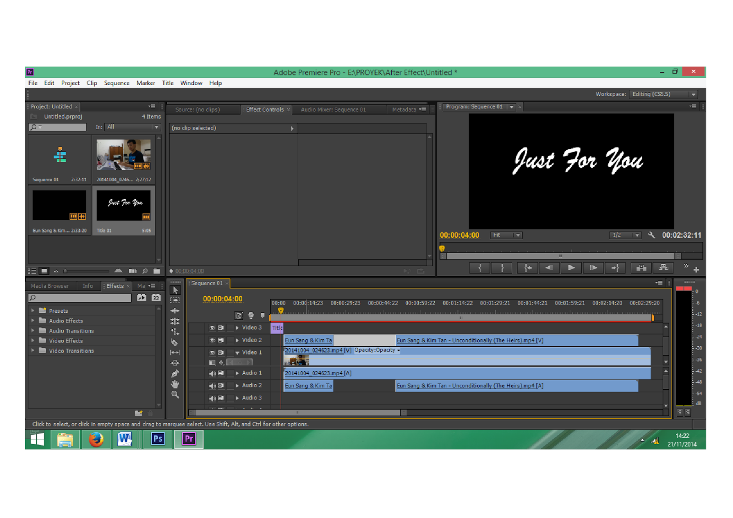 Adobe Premiere Pro - E:\PROYEK\After Effect\Untitled *
File Edit Project Clip Sequence Marker Title Window Help
Workspace: Editing (CS5.5)
Project: Untitled
Untitled.prproj
4 Items
In: All
Sequence 01
Eun Sang & Kim ...
Title 01
Source: (no clips)
Effect Controls
Audio Mixer: Sequence 01
Metadata
(no clip selected)
00:00:04:00
Program: Sequence 01
Just For You
00:00:04:00
Fit
1/2
00:02:32:11
Media Browser
Info
Effects
Presets
Audio Effects
Audio Transitions
Video Effects
Video Transitions
Sequence 01
00:00:04:00
00:00 00:00:14:23 00:00:29:23 00:00:44:22 00:00:59:22 00:01:14:22 00:01:29:21 00:01:44:21 00:01:59:21 00:02:14:20 00:02:29:20
Video 3
Title
Video 2
Eun Sang & Kim Ta
Eun Sang & Kim Tan - Unconditionally (The Heirs).mp4 [V]
Video 1
20141004_024623.mp4 [V] Opacity:Opacity
Audio 1
20141004_024623.mp4 [A]
Audio 2
Eun Sang & Kim Ta
Eun Sang & Kim Tan - Unconditionally (The Heirs).mp4 [A]
Audio 3
Click to select, or click in empty space and drag to marquee select. Use Shift, Alt, and Ctrl for other options.
14:22
21/11/2014